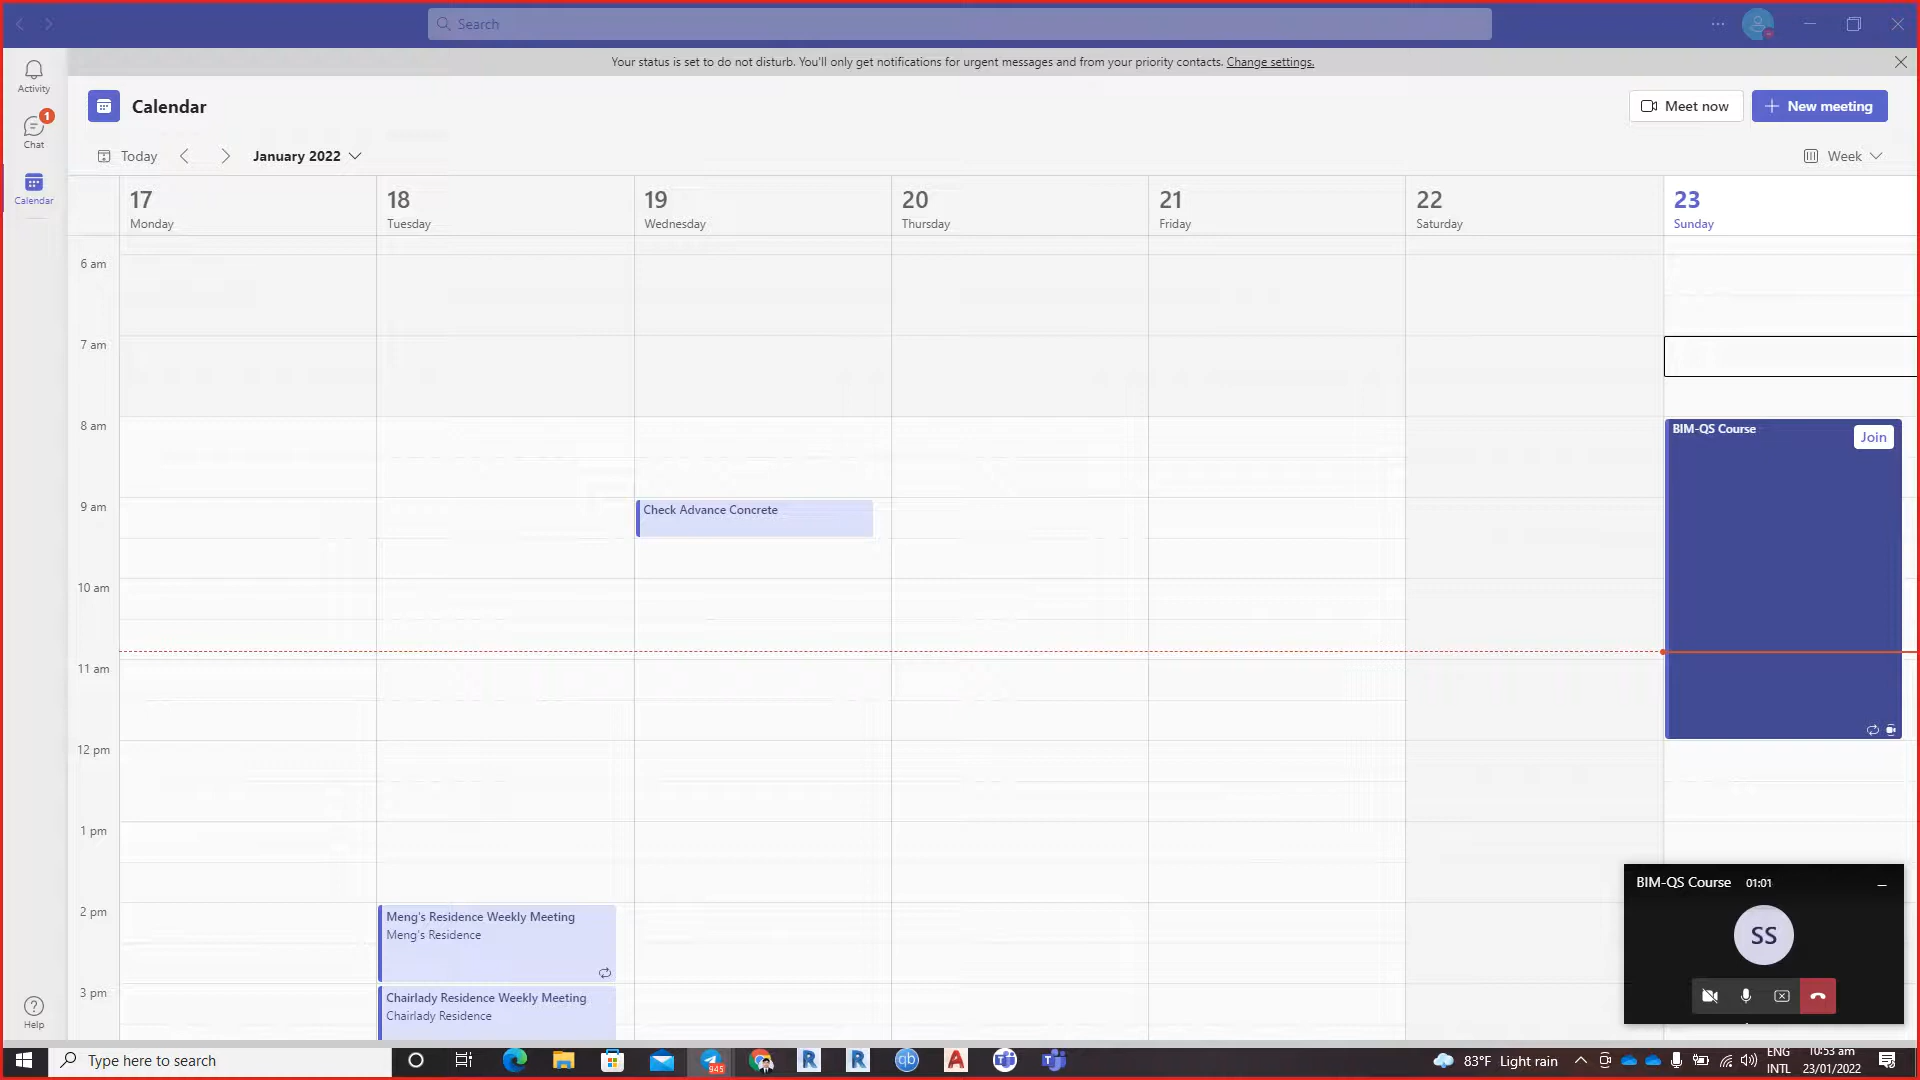 Search
Your status is set to do not disturb. You'll only get notifications for urgent messages and from your priority contacts. Change settings.
Activity
Chat
1
Calendar
Help
Calendar
Meet now
New meeting
Today
January 2022
Week
17
Monday
18
Tuesday
19
Wednesday
20
Thursday
21
Friday
22
Saturday
23
Sunday
6 am
7 am
8 am
9 am
10 am
11 am
12 pm
1 pm
2 pm
3 pm
BIM-QS Course
Join
Check Advance Concrete
Meng's Residence Weekly Meeting
Meng's Residence
Chairlady Residence Weekly Meeting
Chairlady Residence
BIM-QS Course 01:01
SS
Type here to search
945
R
R
qb
A
83°F Light rain
ENG
INTL
10:53 am
23/01/2022